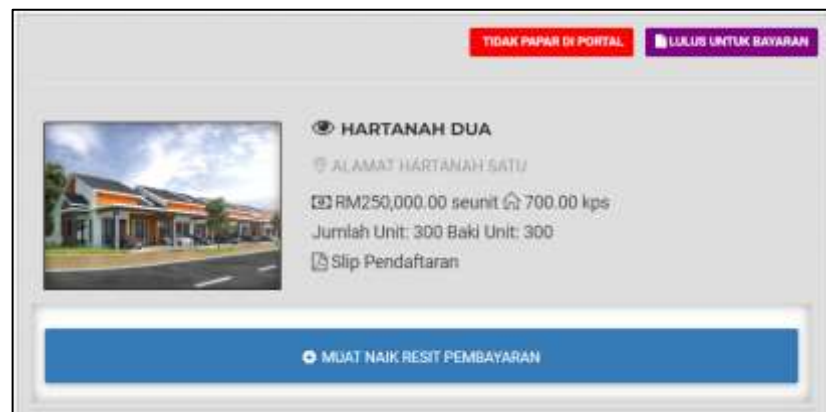 TIDAK PAPAR DI PORTAL
LULUS UNTUK BAYARAN
HARTANAH DUA
ALAMAT HARTANAH SATU
RM250,000.00 seunit 700.00 kps
Jumlah Unit: 300 Baki Unit: 300
Slip Pendaftaran
MUAT NAIK RESIT PEMBAYARAN